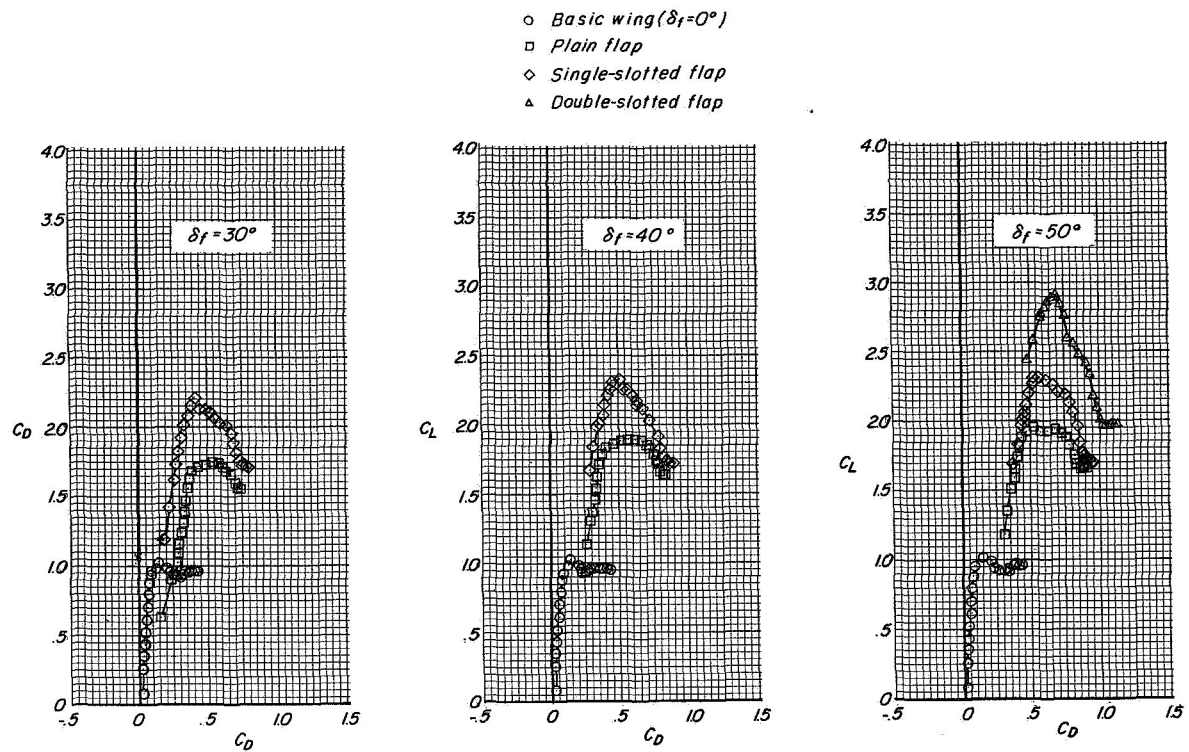 Basic wing (δf=0°)
Plain flap
Single-slotted flap
Double-slotted flap
4.0
3.5
3.0
2.5
CD
2.0
1.5
1.0
.5
0
-.5 0 .5 1.0 1.5
CD
δf=30°
4.0
3.5
3.0
2.5
CL
2.0
1.5
1.0
.5
0
-.5 0 .5 1.0 1.5
CD
δf=40°
4.0
3.5
3.0
2.5
2.0
CL
1.5
1.0
.5
0
-.5 0 .5 1.0 1.5
CD
δf=50°